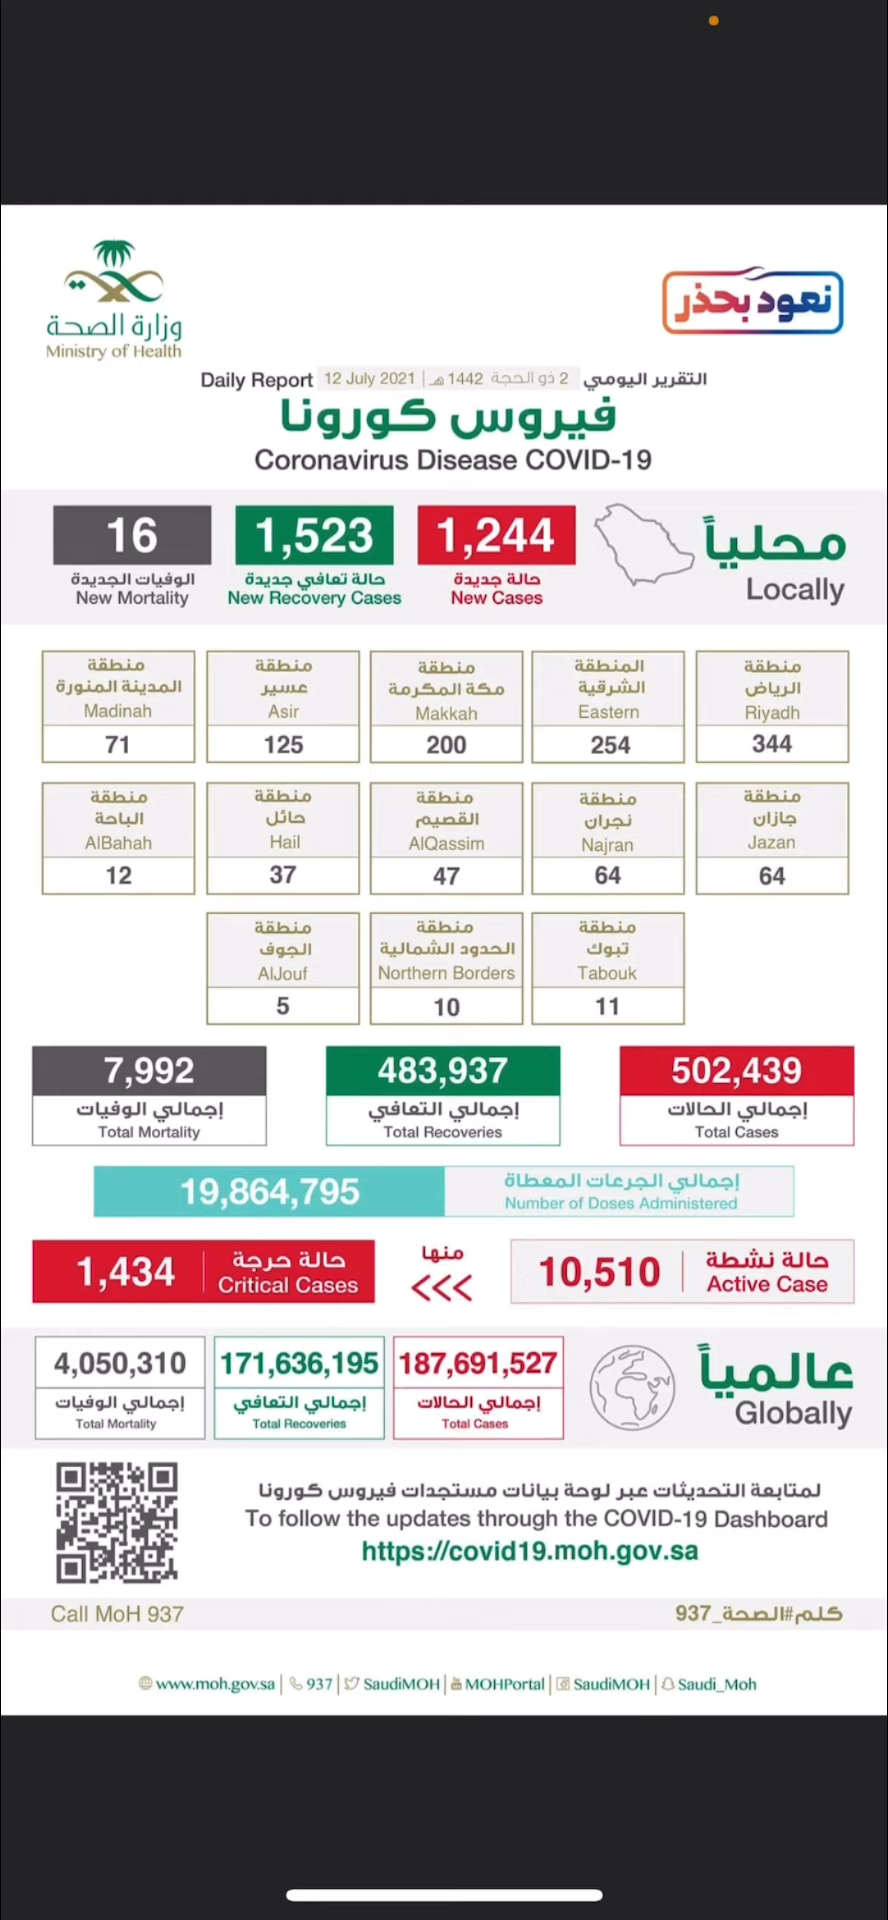 وزارة الصحة
Ministry of Health
نعود بحذر
Daily Report 12 July 2021 | 2 ذو الحجة 1442 هـ التقرير اليومي
فيروس كورونا
Coronavirus Disease COVID-19
محلياً
Locally
1,244
حالة جديدة
New Cases
1,523
حالة تعافي جديدة
New Recovery Cases
16
الوفيات الجديدة
New Mortality
منطقة
الرياض
Riyadh
344
المنطقة
الشرقية
Eastern
254
منطقة
مكة المكرمة
Makkah
200
منطقة
عسير
Asir
125
منطقة
المدينة المنورة
Madinah
71
منطقة
جازان
Jazan
64
منطقة
نجران
Najran
64
منطقة
القصيم
AlQassim
47
منطقة
حائل
Hail
37
منطقة
الباحة
AlBahah
12
منطقة
تبوك
Tabouk
11
منطقة
الحدود الشمالية
Northern Borders
10
منطقة
الجوف
AlJouf
5
502,439
إجمالي الحالات
Total Cases
483,937
إجمالي التعافي
Total Recoveries
7,992
إجمالي الوفيات
Total Mortality
إجمالي الجرعات المعطاة
Number of Doses Administered
19,864,795
حالة نشطة
Active Case
10,510
منها
<<<
حالة حرجة
Critical Cases
1,434
عالمياً
Globally
187,691,527
إجمالي الحالات
Total Cases
171,636,195
إجمالي التعافي
Total Recoveries
4,050,310
إجمالي الوفيات
Total Mortality
لمتابعة التحديثات عبر لوحة بيانات مستجدات فيروس كورونا
To follow the updates through the COVID-19 Dashboard
https://covid19.moh.gov.sa
Call MoH 937
كلم#الصحة_937
www.moh.gov.sa | 937 | SaudiMOH | MOHPortal | SaudiMOH | Saudi_Moh